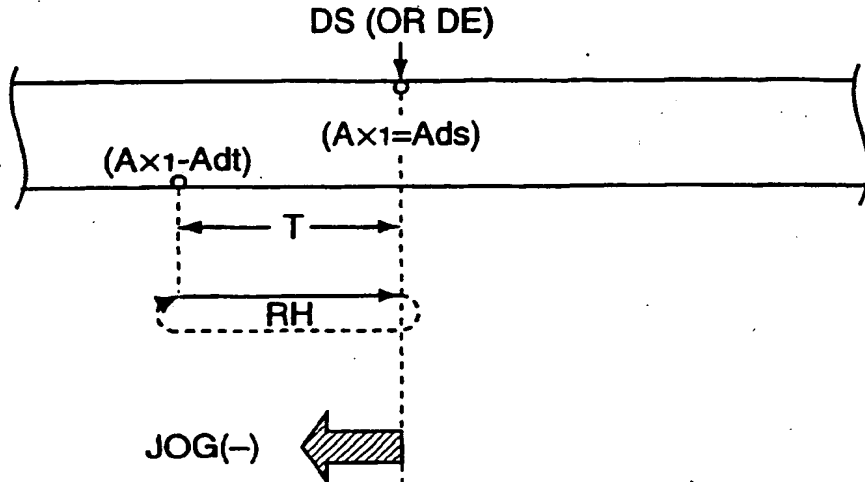 DS (OR DE)
(A×1=Ads)
(A×1-Adt)
T
RH
JOG(–)